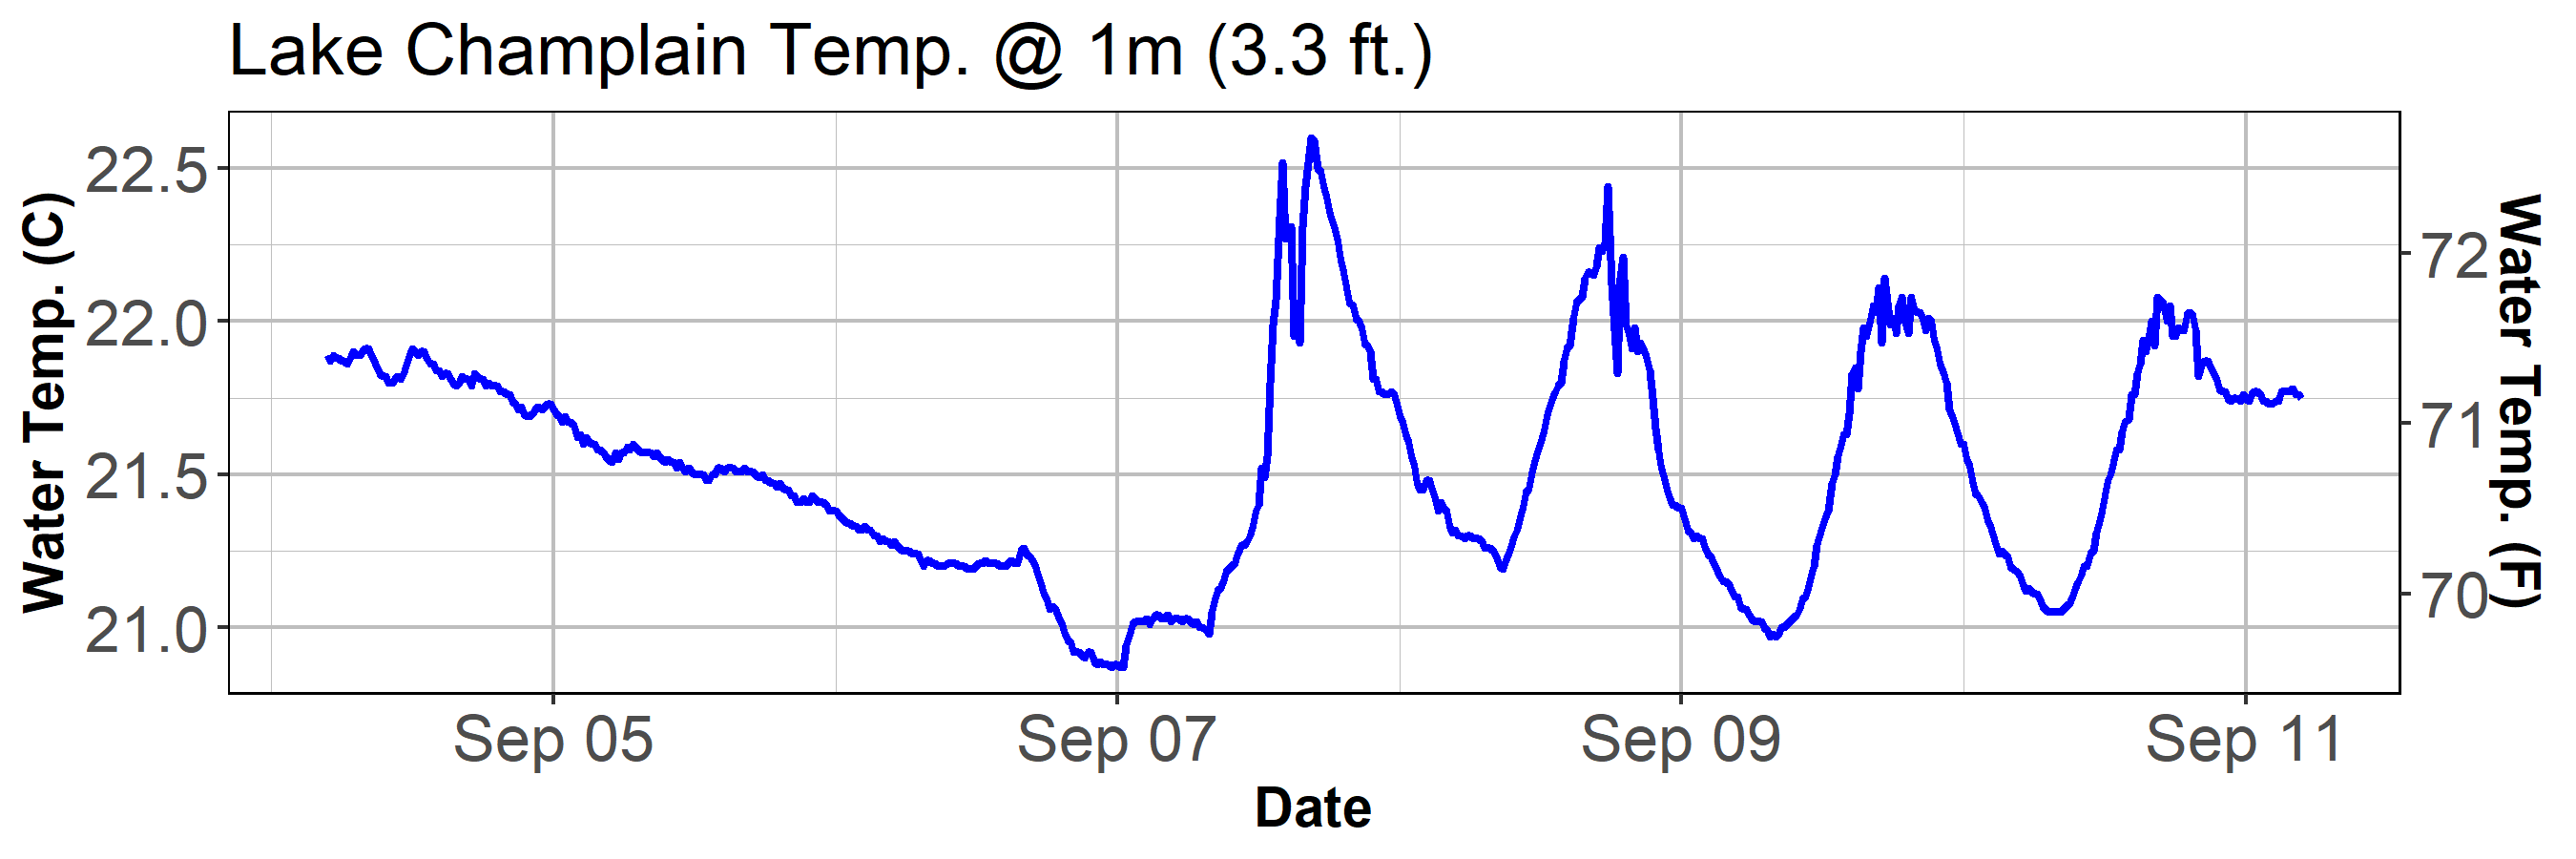 Lake Champlain Temp. @ 1m (3.3 ft.)
Water Temp. (C)
22.5
22.0
21.5
21.0
72
71
70
Water Temp. (F)
Sep 05 Sep 07 Sep 09 Sep 11
Date